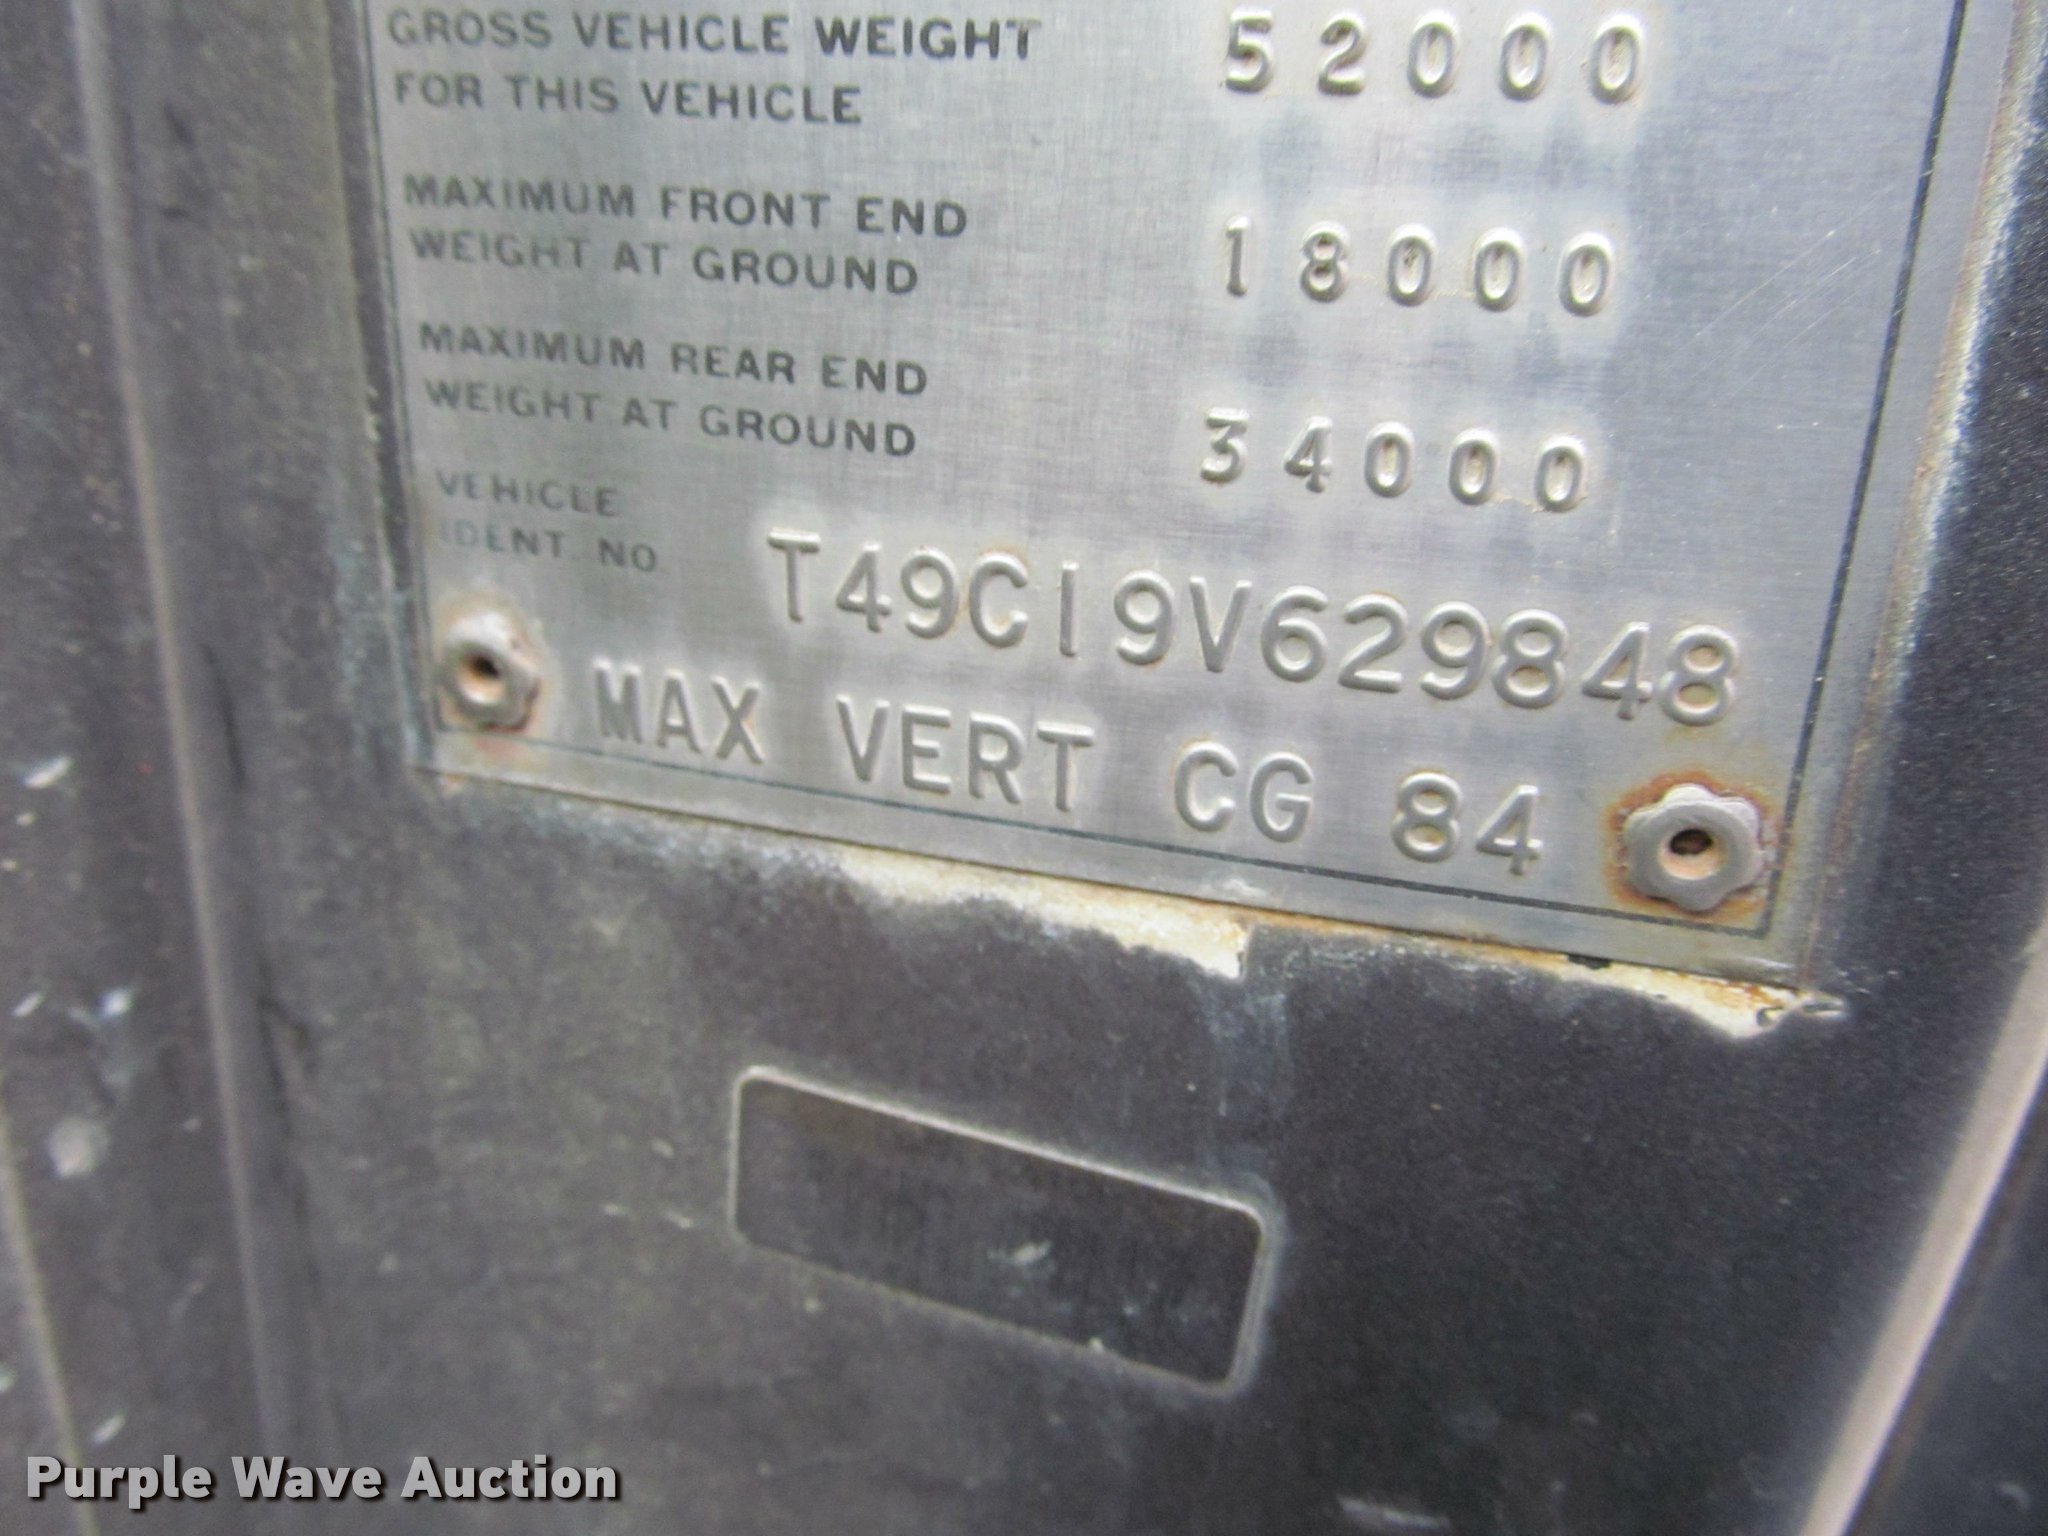 GROSS VEHICLE WEIGHT 52000
FOR THIS VEHICLE
MAXIMUM FRONT END
WEIGHT AT GROUND 18000
MAXIMUM REAR END
WEIGHT AT GROUND 34000
VEHICLE
IDENT. NO T49CI9V629848
MAX VERT CG 84
Purple Wave Auction